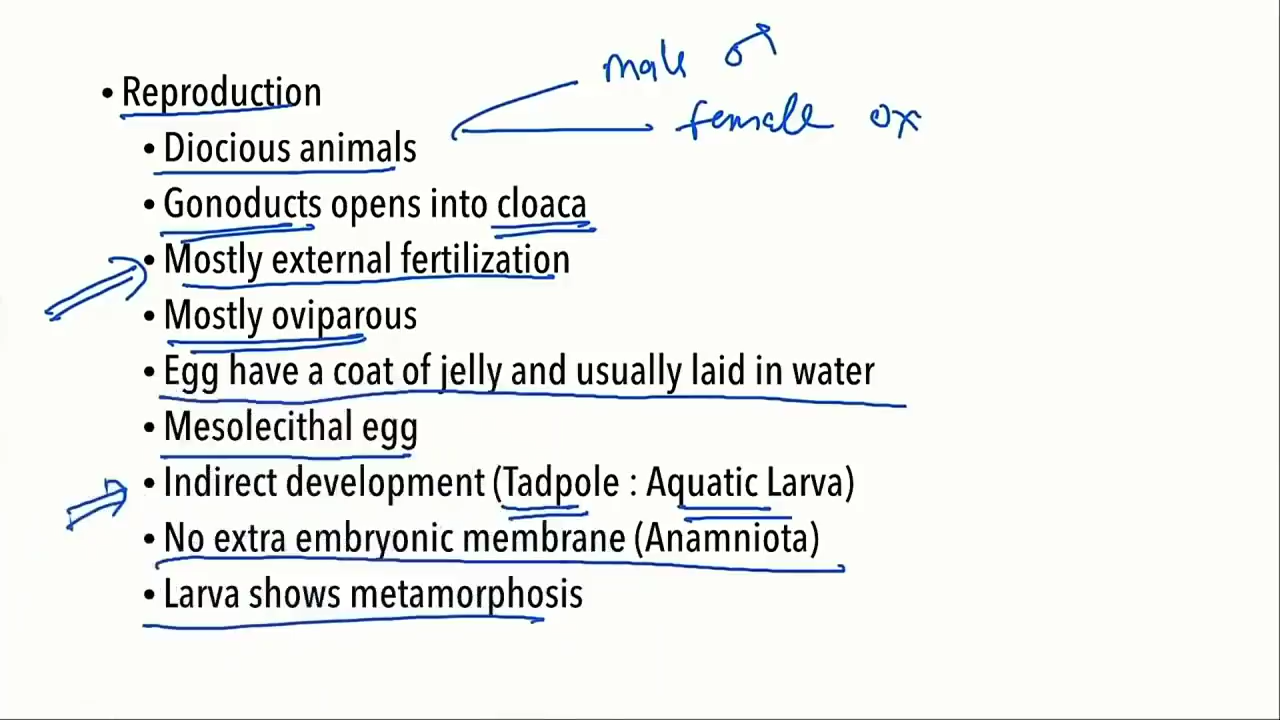 male ♂
• Reproduction
female ♀
• Diocious animals
• Gonoducts opens into cloaca
• Mostly external fertilization
• Mostly oviparous
• Egg have a coat of jelly and usually laid in water
• Mesolecithal egg
• Indirect development (Tadpole : Aquatic Larva)
• No extra embryonic membrane (Anamniota)
• Larva shows metamorphosis